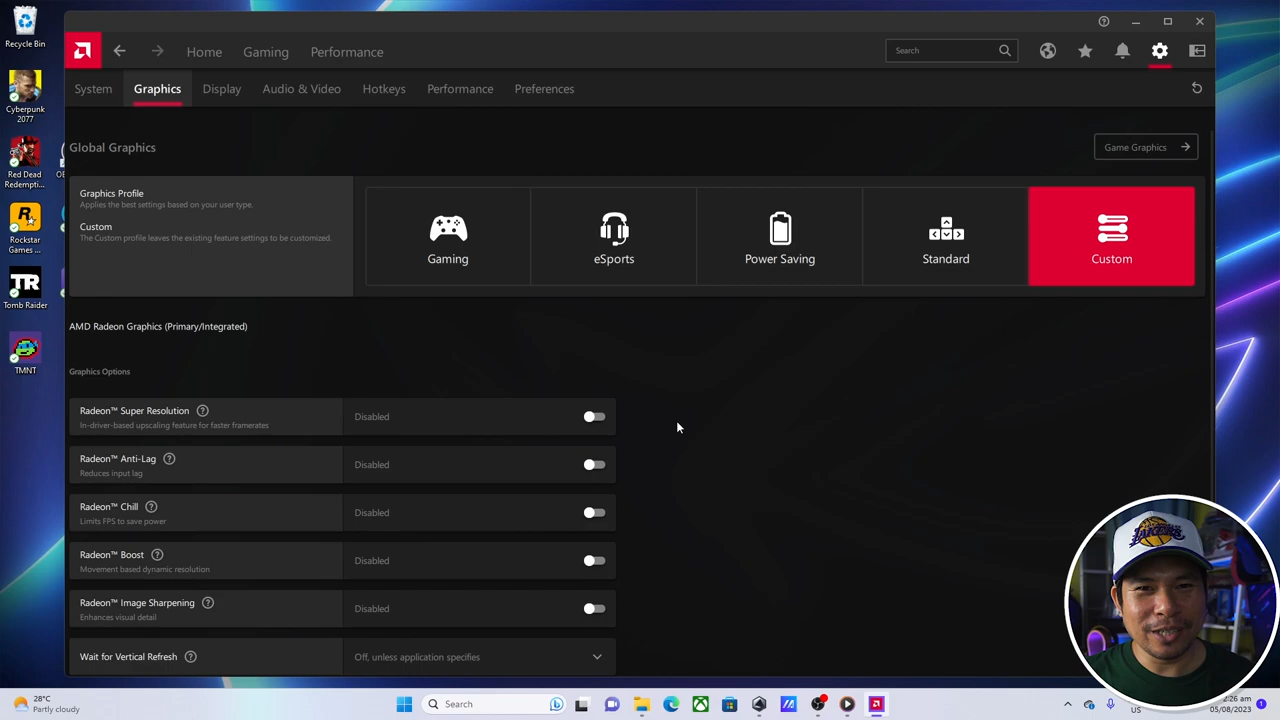 Recycle Bin
Cyberpunk
2077
Red Dead
Redempti...
Rockstar
Games ...
Tomb Raider
TMNT
Home
Gaming
Performance
Search
System
Graphics
Display
Audio & Video
Hotkeys
Performance
Preferences
Global Graphics
Game Graphics
Graphics Profile
Applies the best settings based on your user type.
Custom
The Custom profile leaves the existing feature settings to be customized.
Gaming
eSports
Power Saving
Standard
Custom
AMD Radeon Graphics (Primary/Integrated)
Graphics Options
Radeon™ Super Resolution
In-driver-based upscaling feature for faster framerates
Disabled
Radeon™ Anti-Lag
Reduces input lag
Disabled
Radeon™ Chill
Limits FPS to save power
Disabled
Radeon™ Boost
Movement based dynamic resolution
Disabled
Radeon™ Image Sharpening
Enhances visual detail
Disabled
Wait for Vertical Refresh
Off, unless application specifies
LAKERS
28°C
Partly cloudy
Search
US
2:26 am
05/08/2023